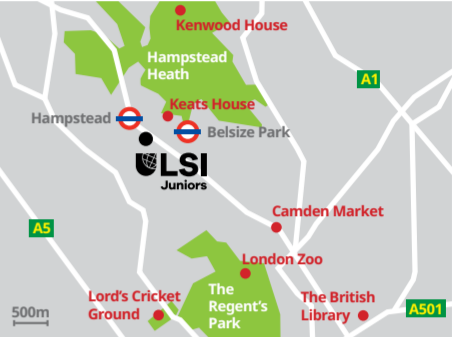 Kenwood House
Hampstead
Heath
A1
Keats House
Hampstead
Belsize Park
LSI
Juniors
Camden Market
A5
London Zoo
Lord's Cricket
Ground
The
Regent's
Park
The British
Library
A501
500m